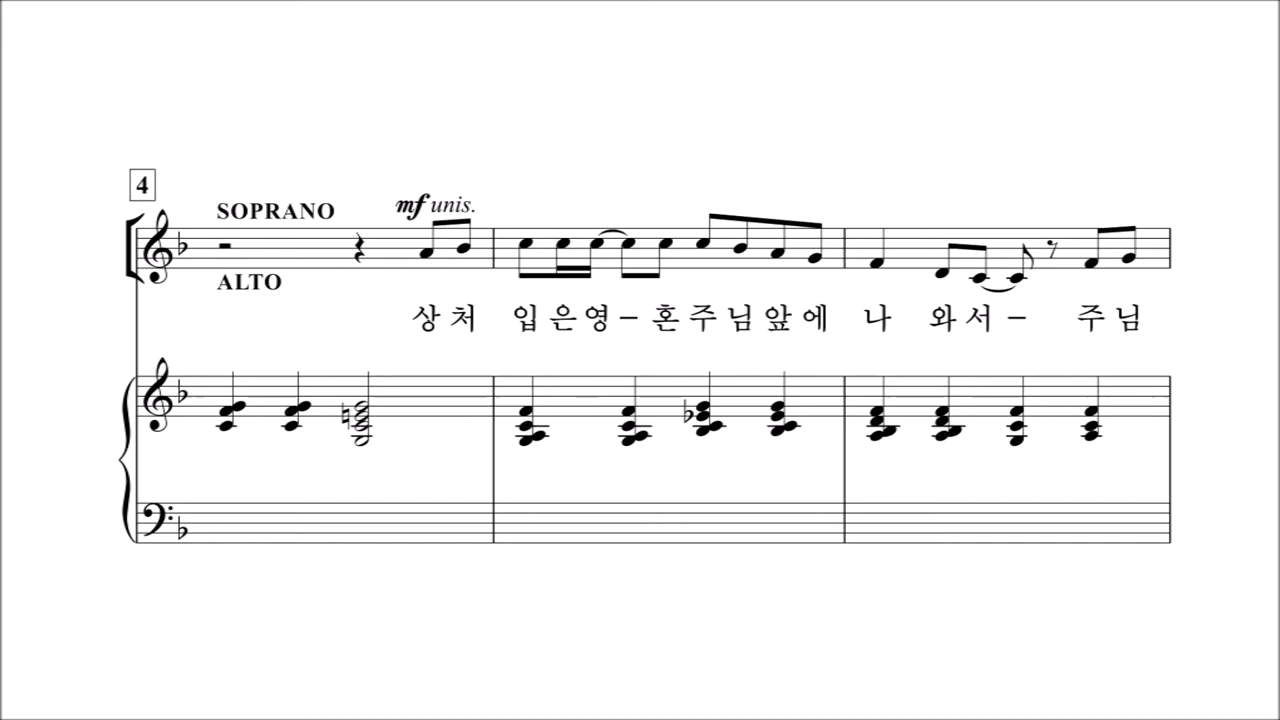 4
SOPRANO
mf unis.
ALTO
상 처 입 은 영 – 혼 주 님 앞 에 나 와 서 – 주 님